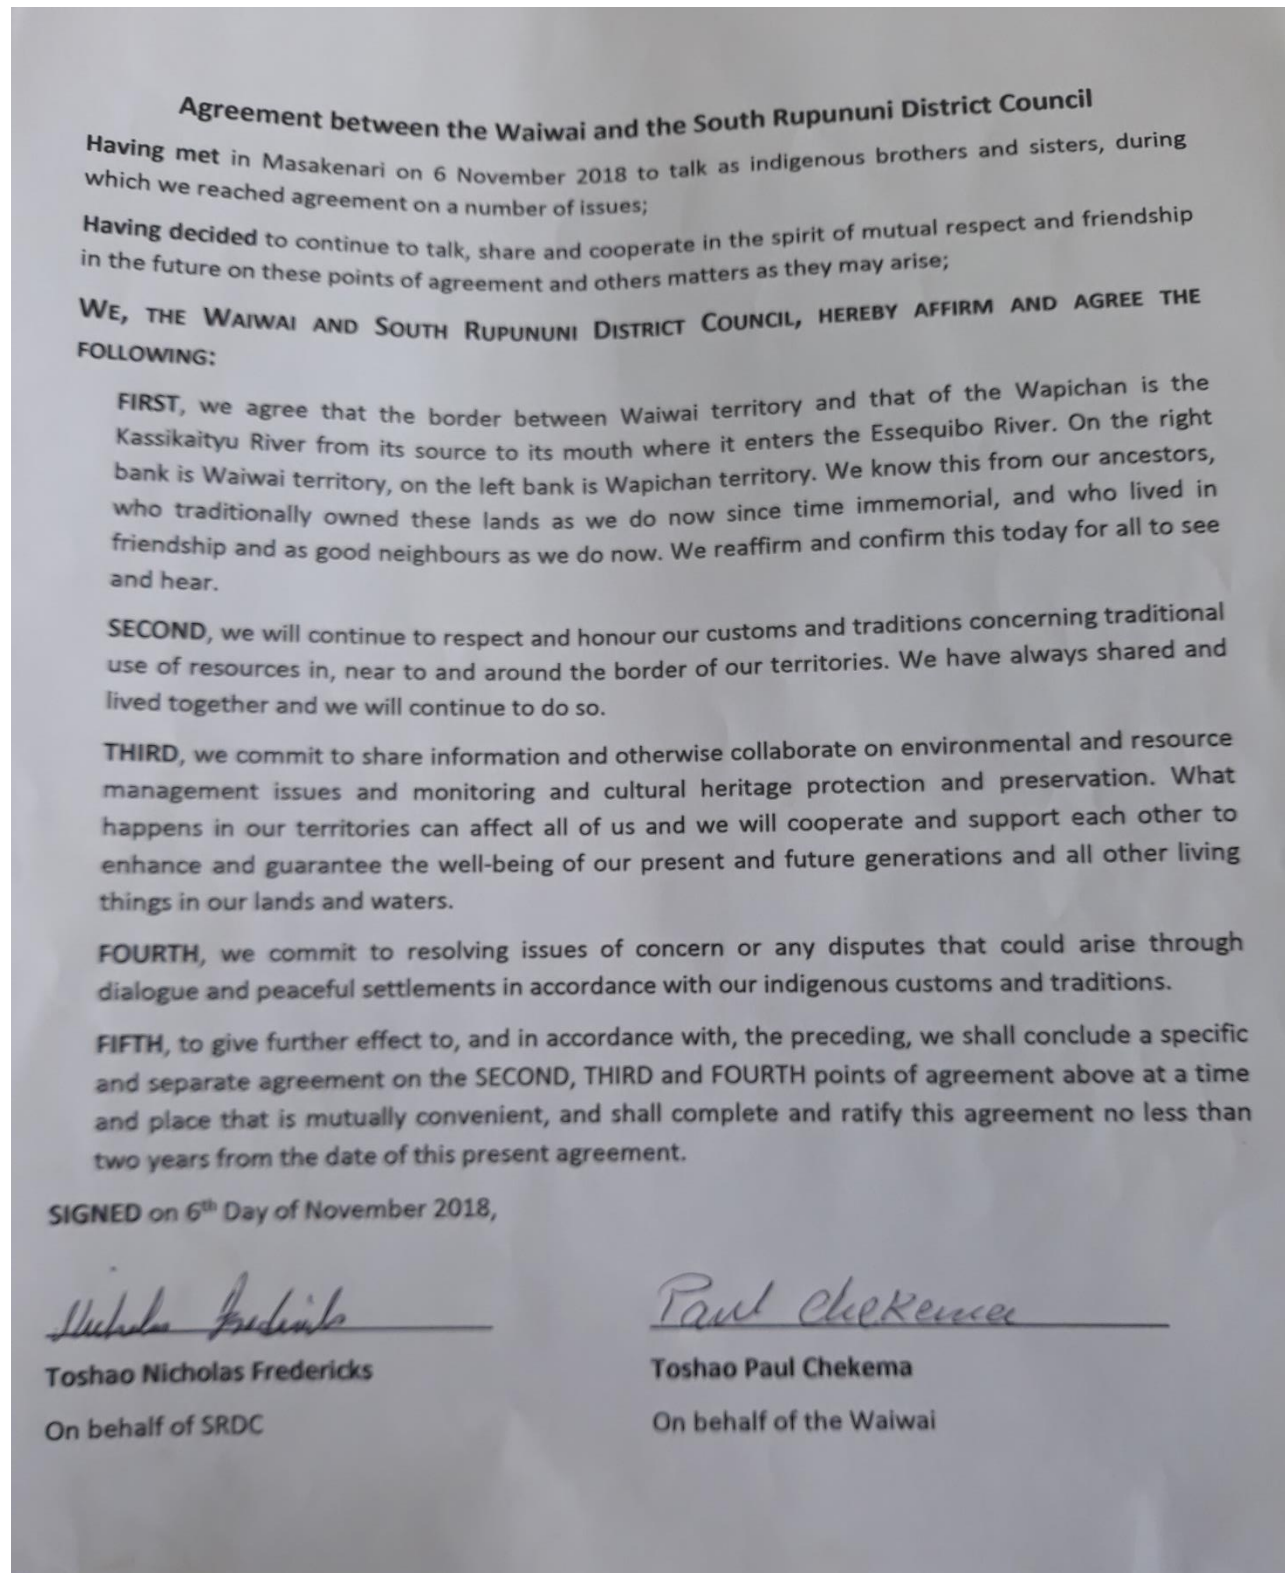 Agreement between the Waiwai and the South Rupununi District Council
Having met in Masakenari on 6 November 2018 to talk as indigenous brothers and sisters, during
which we reached agreement on a number of issues;
Having decided to continue to talk, share and cooperate in the spirit of mutual respect and friendship
in the future on these points of agreement and others matters as they may arise;
WE, THE WAIWAI AND SOUTH RUPUNUNI DISTRICT COUNCIL, HEREBY AFFIRM AND AGREE THE
FOLLOWING:
FIRST, we agree that the border between Waiwai territory and that of the Wapichan is the
Kassikaityu River from its source to its mouth where it enters the Essequibo River. On the right
bank is Waiwai territory, on the left bank is Wapichan territory. We know this from our ancestors,
who traditionally owned these lands as we do now since time immemorial, and who lived in
friendship and as good neighbours as we do now. We reaffirm and confirm this today for all to see
and hear.
SECOND, we will continue to respect and honour our customs and traditions concerning traditional
use of resources in, near to and around the border of our territories. We have always shared and
lived together and we will continue to do so.
THIRD, we commit to share information and otherwise collaborate on environmental and resource
management issues and monitoring and cultural heritage protection and preservation. What
happens in our territories can affect all of us and we will cooperate and support each other to
enhance and guarantee the well-being of our present and future generations and all other living
things in our lands and waters.
FOURTH, we commit to resolving issues of concern or any disputes that could arise through
dialogue and peaceful settlements in accordance with our indigenous customs and traditions.
FIFTH, to give further effect to, and in accordance with, the preceding, we shall conclude a specific
and separate agreement on the SECOND, THIRD and FOURTH points of agreement above at a time
and place that is mutually convenient, and shall complete and ratify this agreement no less than
two years from the date of this present agreement.
SIGNED on 6th Day of November 2018,
Nicholas Fredericks Paul Chekema
Toshao Nicholas Fredericks Toshao Paul Chekema
On behalf of SRDC On behalf of the Waiwai